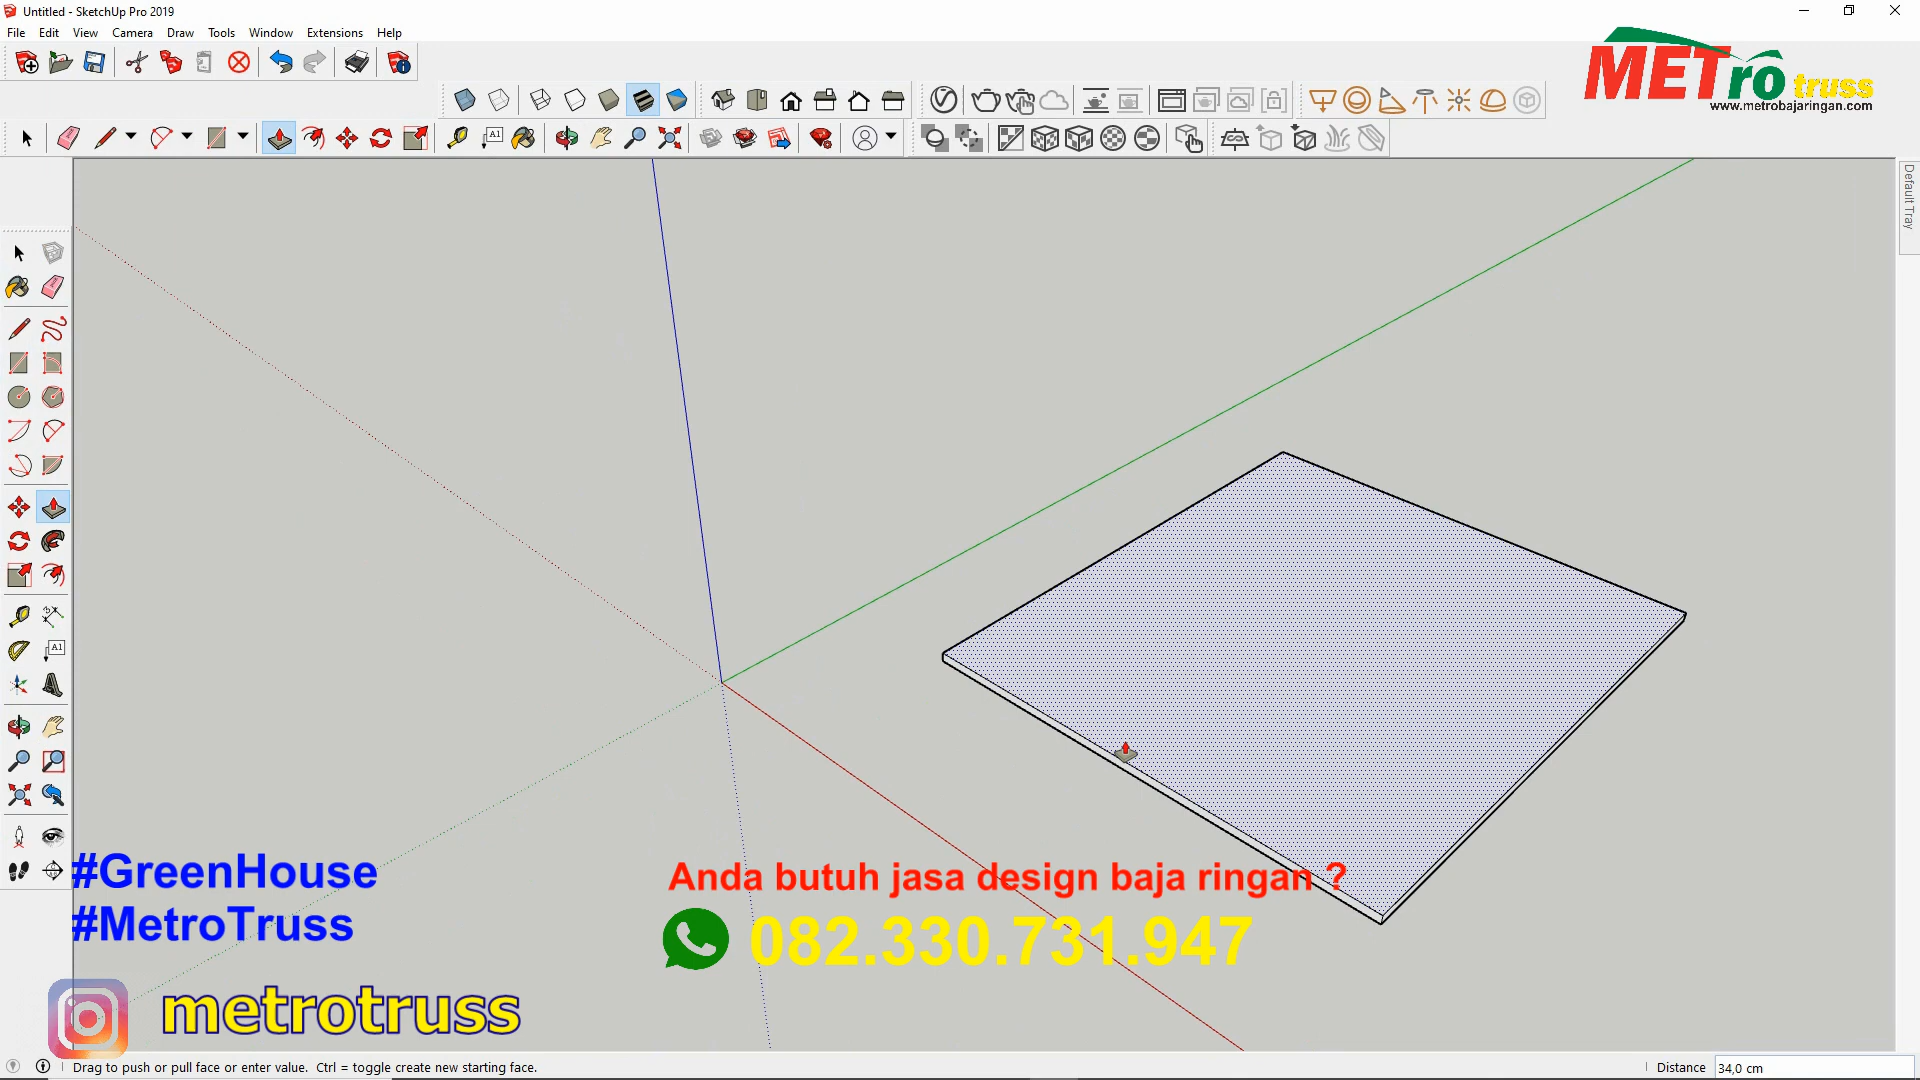 Untitled - SketchUp Pro 2019
File Edit View Camera Draw Tools Window Extensions Help
METro truss
www.metrobajaringan.com
A1
Default Tray
A1
#GreenHouse
#MetroTruss
Anda butuh jasa design baja ringan ?
082.330.731.947
metrotruss
Drag to push or pull face or enter value. Ctrl = toggle create new starting face.
Distance 34,0 cm